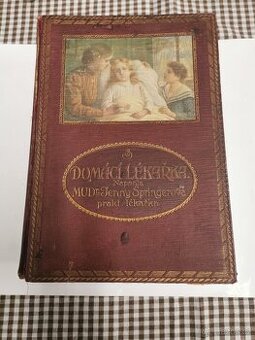 DOMÁCÍ LÉKAŘKA.
Napsala
MUDr. Jenny Springerová
prakt. lékařka